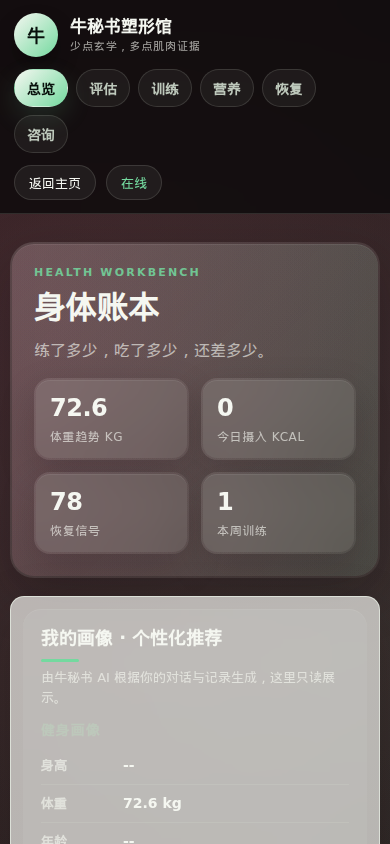 牛
牛秘书塑形馆
少点玄学，多点肌肉证据
总览
评估
训练
营养
恢复
咨询
返回主页
在线
HEALTH WORKBENCH
身体账本
练了多少，吃了多少，还差多少。
72.6
体重趋势 KG
0
今日摄入 KCAL
78
恢复信号
1
本周训练
我的画像 · 个性化推荐
由牛秘书 AI 根据你的对话与记录生成，这里只读展
示。
健身画像
身高
--
体重
72.6 kg
年龄
--